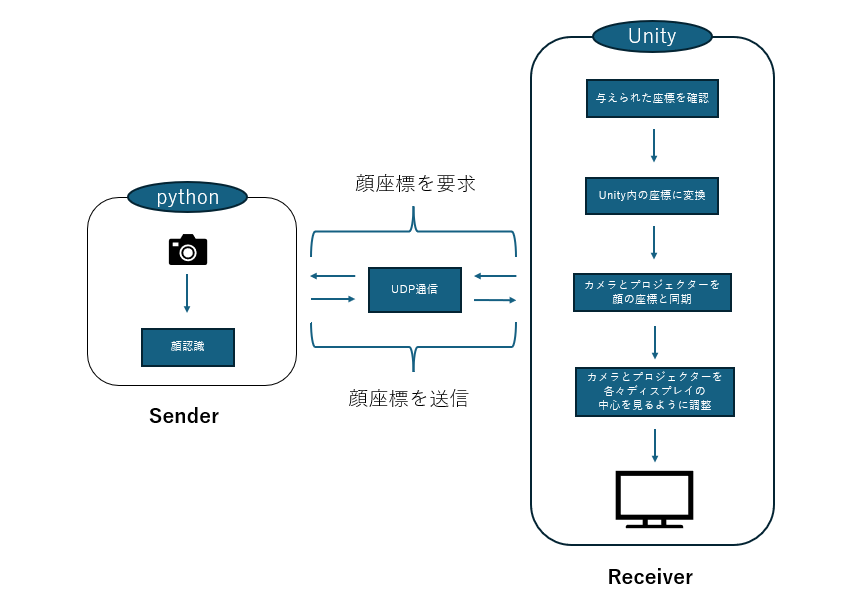 python
顔認識
Sender
顔座標を要求
UDP通信
顔座標を送信
Unity
与えられた座標を確認
Unity内の座標に変換
カメラとプロジェクターを
顔の座標と同期
カメラとプロジェクターを
各々ディスプレイの
中心を見るように調整
Receiver